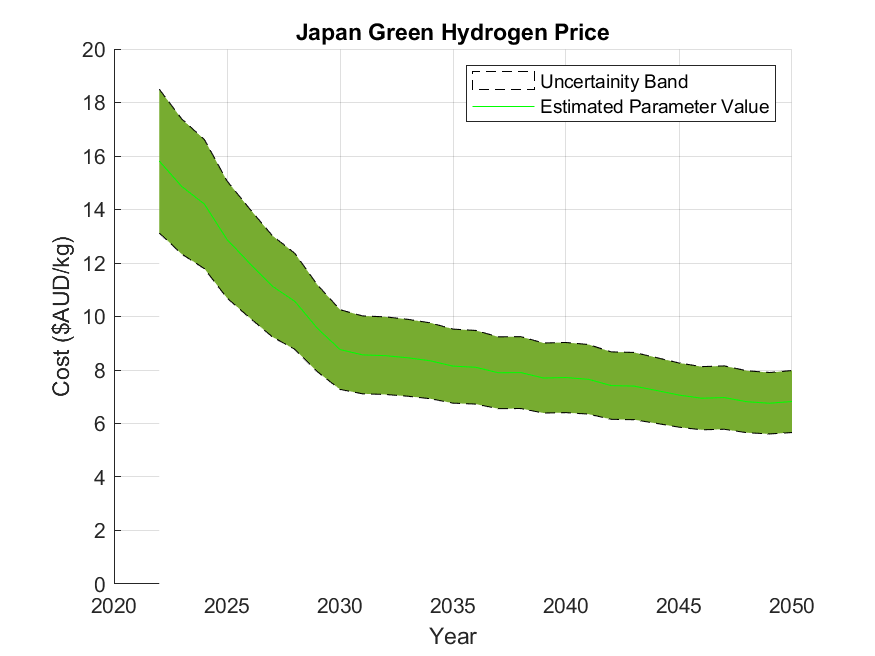 Japan Green Hydrogen Price
20
18
16
14
12
10
8
6
4
2
0
Cost ($AUD/kg)
Uncertainity Band
Estimated Parameter Value
2020 2025 2030 2035 2040 2045 2050
Year